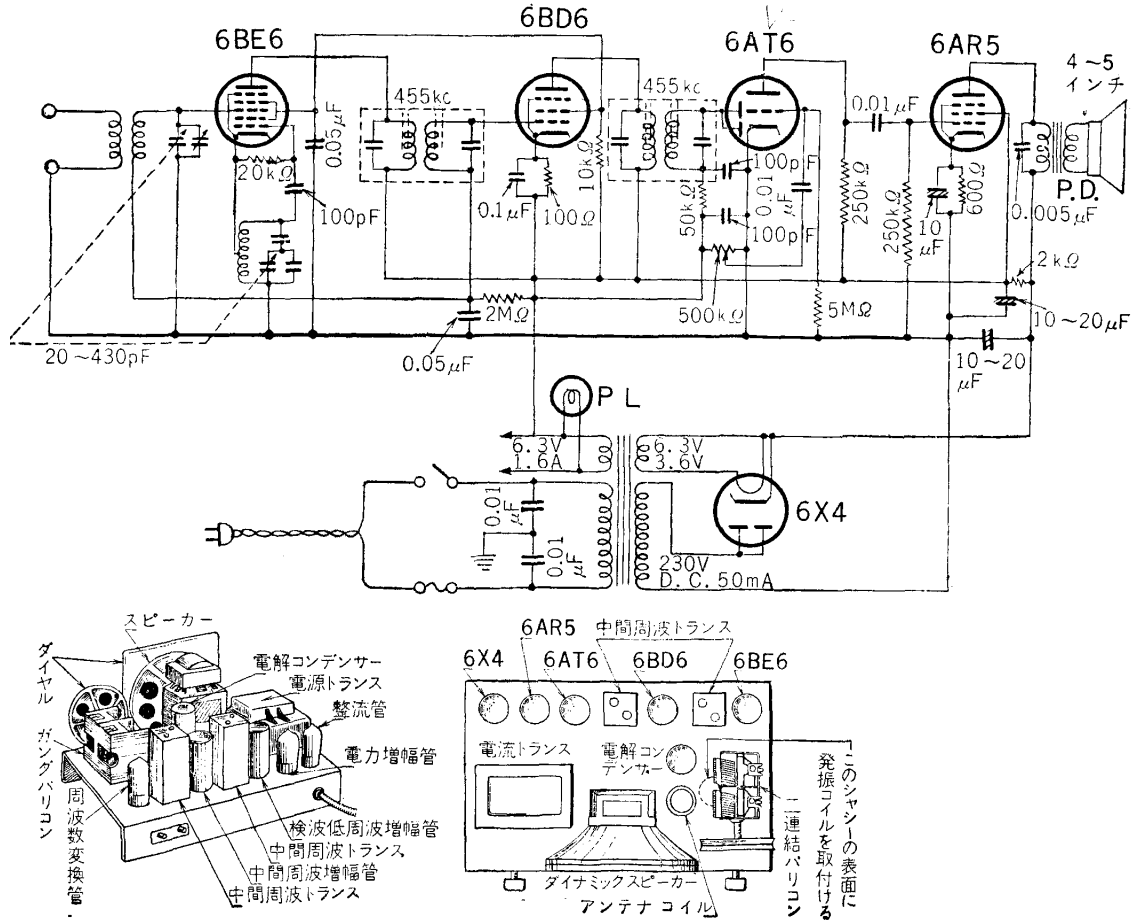 6BE6
6BD6
6AT6
6AR5
4~5
インチ
455kc
455kc
0.05μF
20kΩ
100pF
0.1μF
100Ω
10kΩ
50kΩ
100pF
100pF
0.01
μF
500kΩ
250kΩ
0.01μF
250kΩ
10
μF
600Ω
0.005μF
P.D.
2kΩ
10~20μF
10~20
μF
5MΩ
2MΩ
0.05μF
20~430pF
PL
6.3V
1.6A
6.3V
3.6V
0.01
μF
0.01
μF
6X4
230V
D.C.50mA
スピーカー
ダイヤル
ガングバリコン
周波数変換管
電解コンデンサー
電源トランス
整流管
電力増幅管
検波低周波増幅管
中間周波トランス
中間周波増幅管
中間周波トランス
6X4
6AR5
6AT6
中間周波トランス
6BD6
6BE6
電流トランス
電解コン
デンサー
ダイナミックスピーカー
アンテナコイル
二連結バリコン
このシャシーの表面に
発振コイルを取付ける